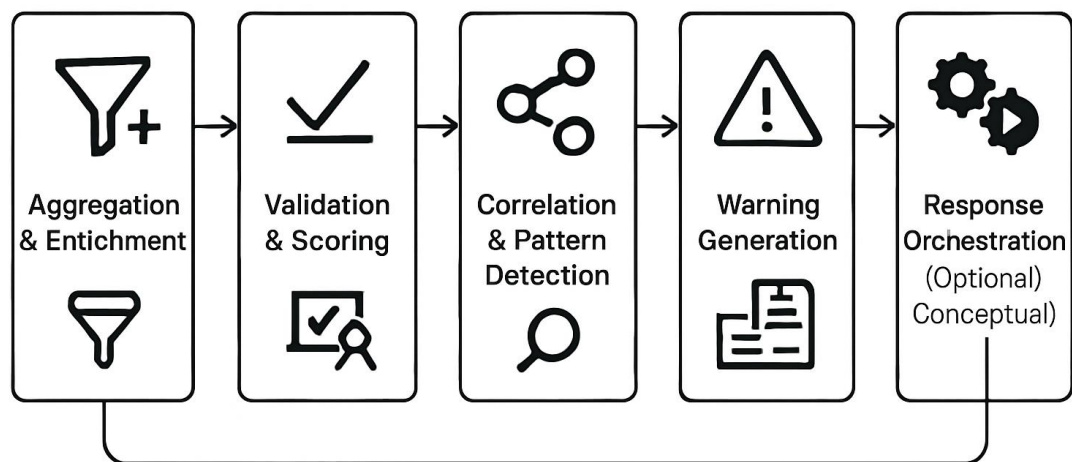 Aggregation
& Entichment
Validation
& Scoring
Correlation
& Pattern
Detection
Warning
Generation
Response
Orchestration
(Optional)
Conceptual)